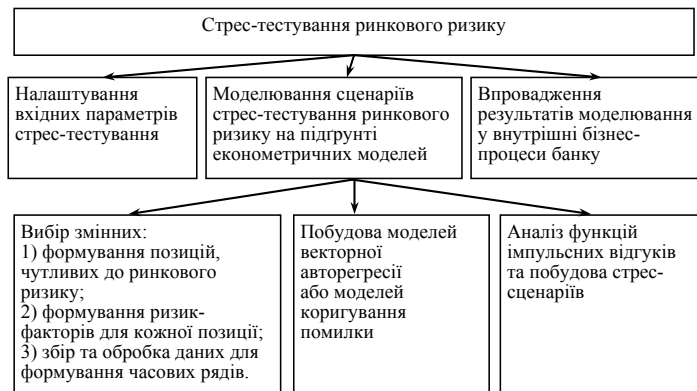 Стрес-тестування ринкового ризику
Налаштування
вхідних параметрів
стрес-тестування
Моделювання сценаріїв
стрес-тестування ринкового
ризику на підґрунті
економетричних моделей
Впровадження
результатів моделювання
у внутрішні бізнес-
процеси банку
Вибір змінних:
1) формування позицій,
чутливих до ринкового
ризику;
2) формування ризик-
факторів для кожної позиції;
3) збір та обробка даних для
формування часових рядів.
Побудова моделей
векторної
авторегресії
або моделей
коригування
помилки
Аналіз функцій
імпульсних відгуків
та побудова стрес-
сценаріїв